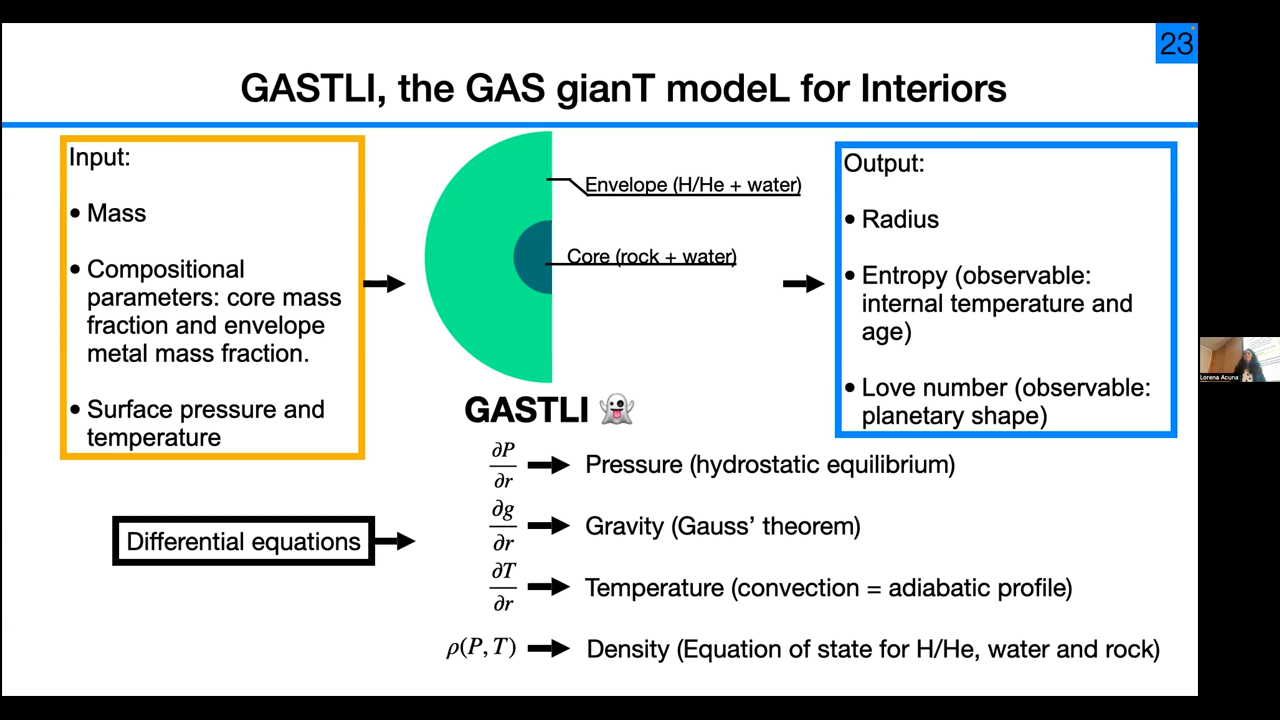 23
GASTLI, the GAS gianT modeL for Interiors
Input:
• Mass
• Compositional
parameters: core mass
fraction and envelope
metal mass fraction.
• Surface pressure and
temperature
Envelope (H/He + water)
Core (rock + water)
GASTLI 👻
Output:
• Radius
• Entropy (observable:
internal temperature and
age)
• Love number (observable:
planetary shape)
Differential equations
∂P/∂r Pressure (hydrostatic equilibrium)
∂g/∂r Gravity (Gauss’ theorem)
∂T/∂r Temperature (convection = adiabatic profile)
ρ(P, T) Density (Equation of state for H/He, water and rock)
Lorena Acuna